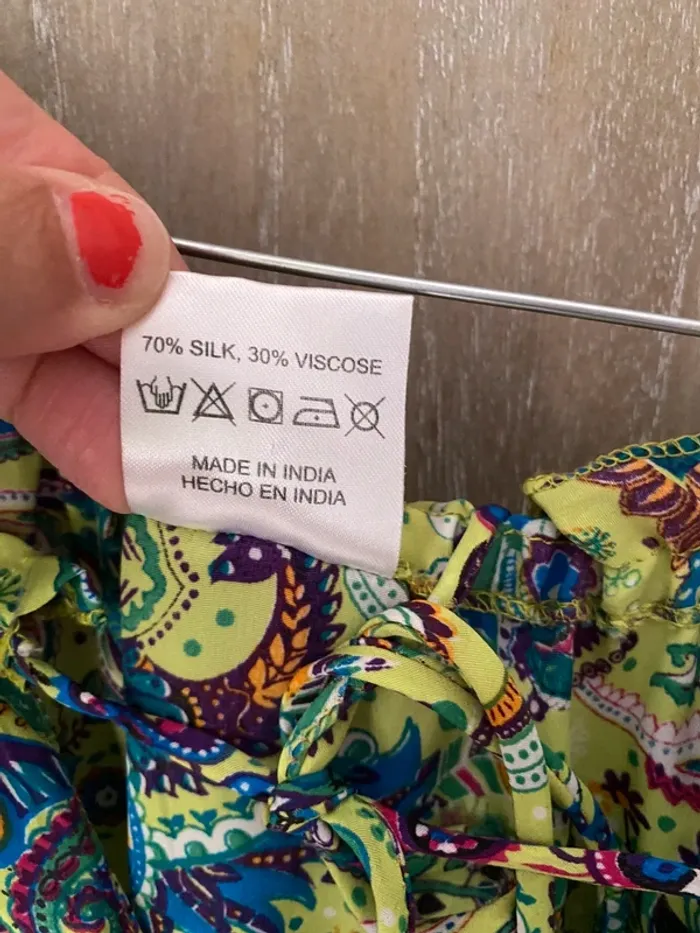 70% SILK, 30% VISCOSE
MADE IN INDIA
HECHO EN INDIA